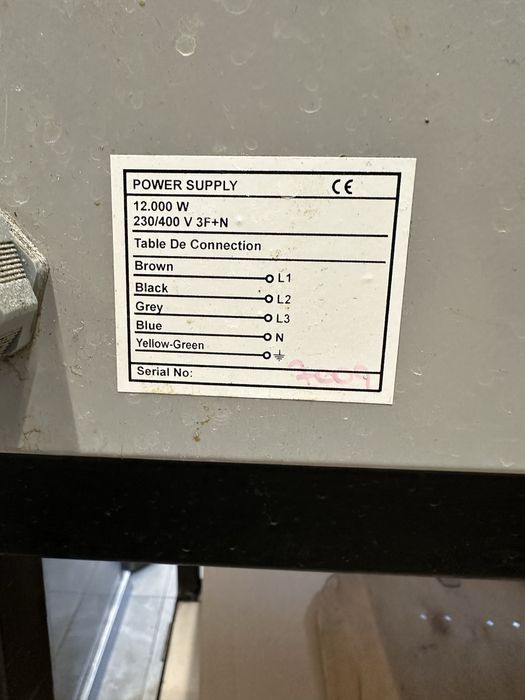 POWER SUPPLY CE
12.000 W
230/400 V 3F+N
Table De Connection
Brown L1
Black L2
Grey L3
Blue N
Yellow-Green
Serial No: 7009